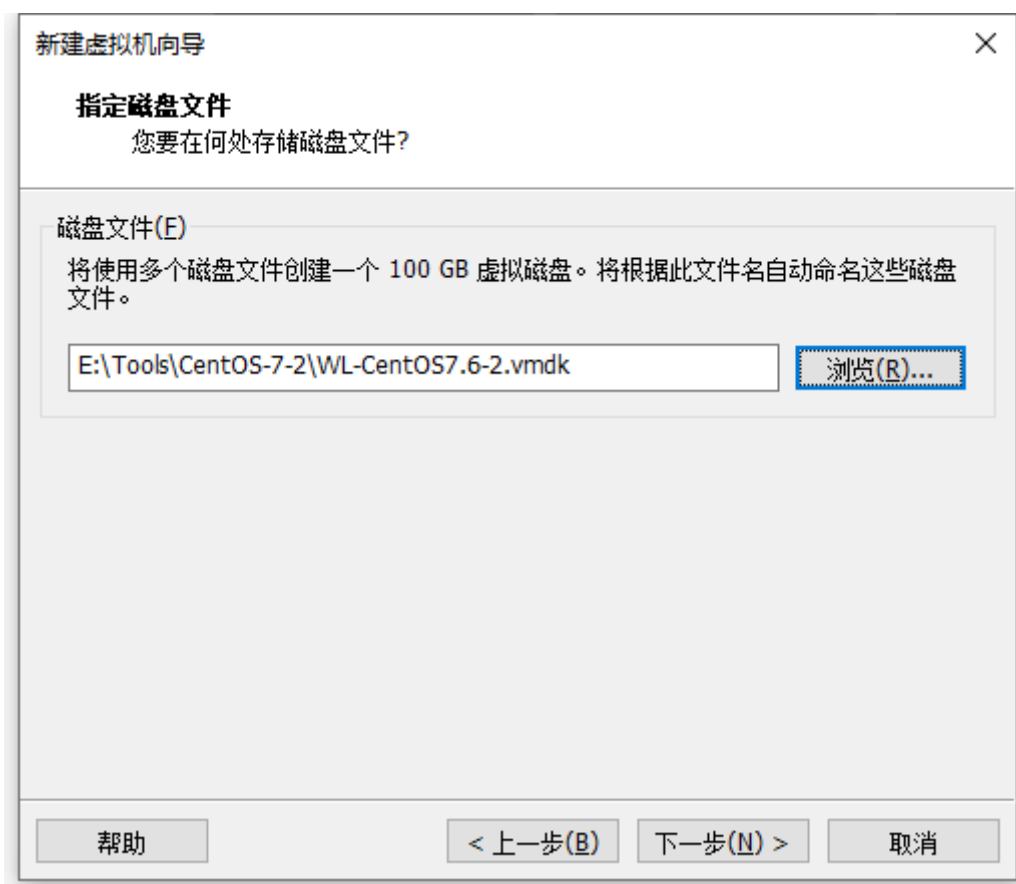 新建虚拟机向导
指定磁盘文件
您要在何处存储磁盘文件?
磁盘文件(F)
将使用多个磁盘文件创建一个 100 GB 虚拟磁盘。将根据此文件名自动命名这些磁盘
文件。
E:\Tools\CentOS-7-2\WL-CentOS7.6-2.vmdk
浏览(R)...
帮助
< 上一步(B)
下一步(N) >
取消